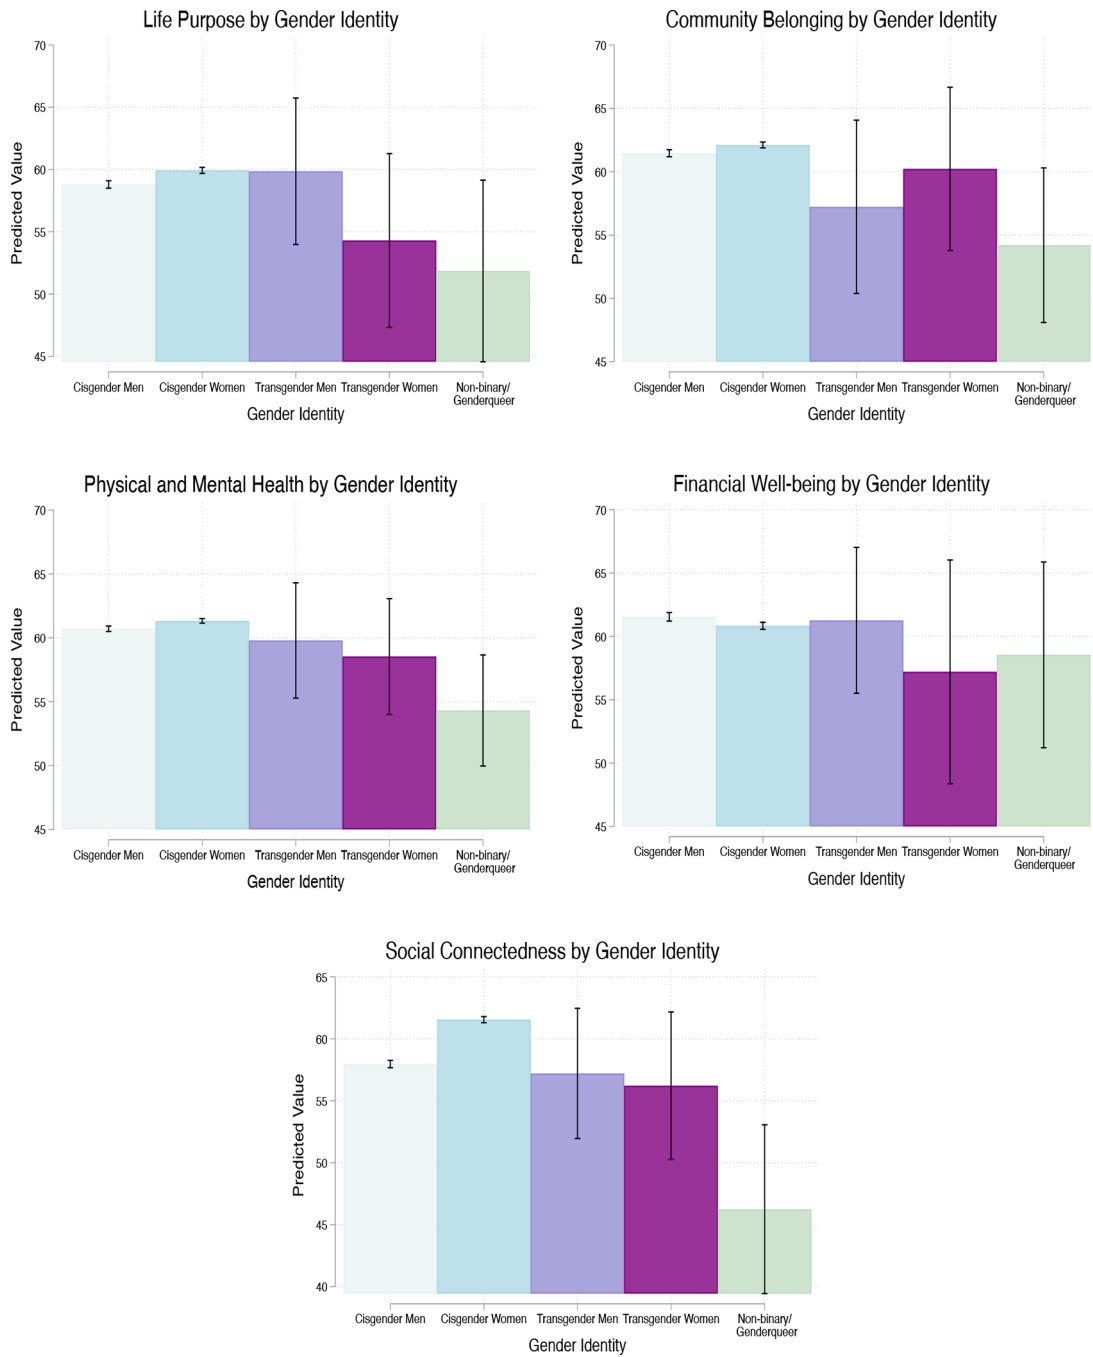 Life Purpose by Gender Identity
70
65
60
55
50
45
Predicted Value
Cisgender Men
Cisgender Women
Transgender Men
Transgender Women
Non-binary/
Genderqueer
Gender Identity
Community Belonging by Gender Identity
70
65
60
55
50
45
Predicted Value
Cisgender Men
Cisgender Women
Transgender Men
Transgender Women
Non-binary/
Genderqueer
Gender Identity
Physical and Mental Health by Gender Identity
70
65
60
55
50
45
Predicted Value
Cisgender Men
Cisgender Women
Transgender Men
Transgender Women
Non-binary/
Genderqueer
Gender Identity
Financial Well-being by Gender Identity
70
65
60
55
50
45
Predicted Value
Cisgender Men
Cisgender Women
Transgender Men
Transgender Women
Non-binary/
Genderqueer
Gender Identity
Social Connectedness by Gender Identity
65
60
55
50
45
40
Predicted Value
Cisgender Men
Cisgender Women
Transgender Men
Transgender Women
Non-binary/
Genderqueer
Gender Identity